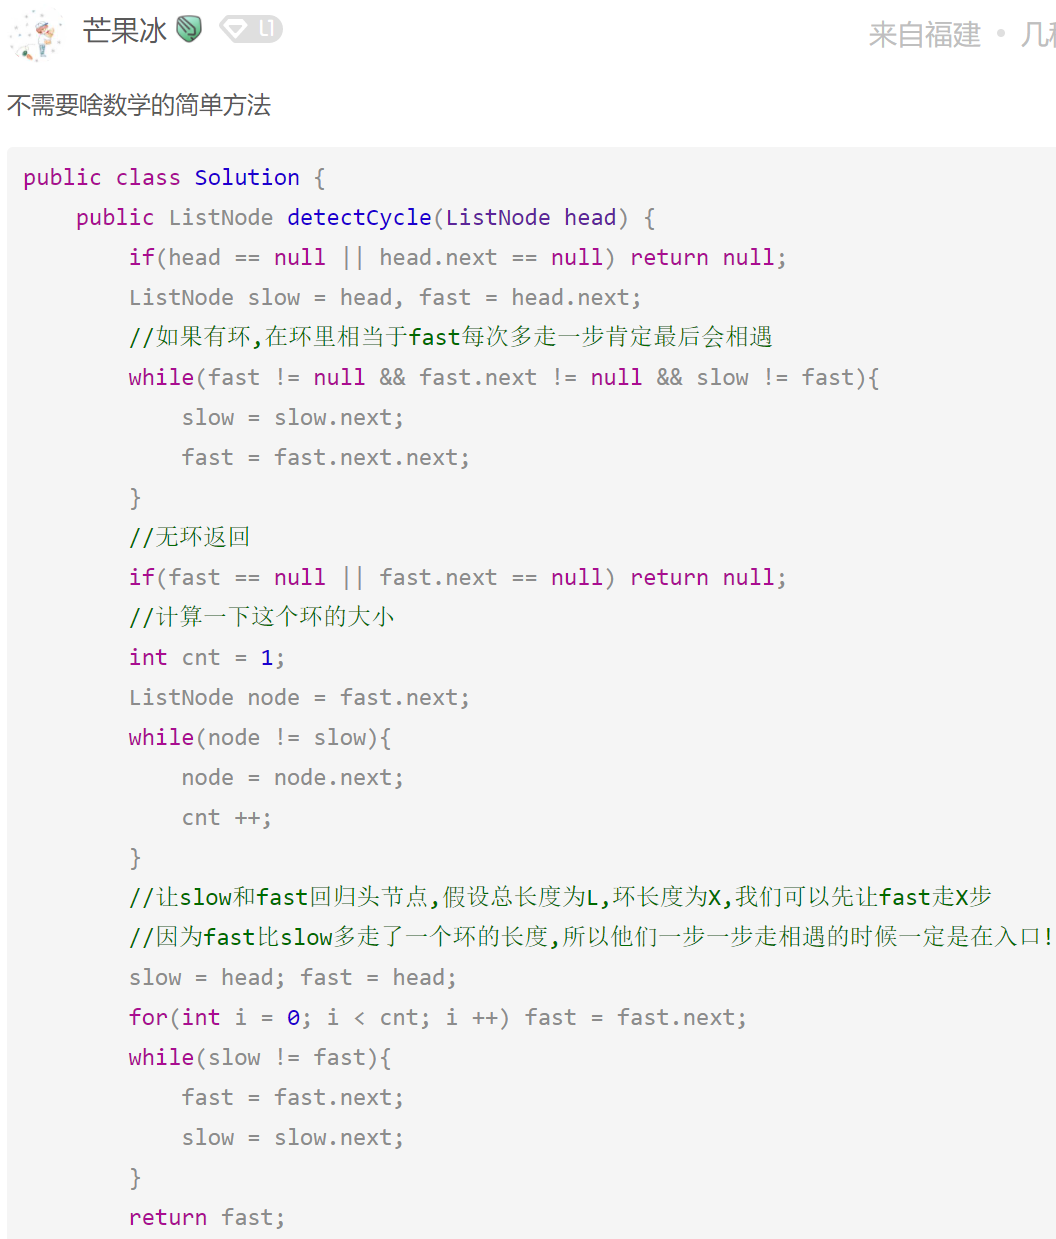 芒果冰 L1 来自福建 • 几
不需要啥数学的简单方法
public class Solution {
    public ListNode detectCycle(ListNode head) {
        if(head == null || head.next == null) return null;
        ListNode slow = head, fast = head.next;
        //如果有环,在环里相当于fast每次多走一步肯定最后会相遇
        while(fast != null && fast.next != null && slow != fast){
            slow = slow.next;
            fast = fast.next.next;
        }
        //无环返回
        if(fast == null || fast.next == null) return null;
        //计算一下这个环的大小
        int cnt = 1;
        ListNode node = fast.next;
        while(node != slow){
            node = node.next;
            cnt ++;
        }
        //让slow和fast回归头节点,假设总长度为L,环长度为X,我们可以先让fast走X步
        //因为fast比slow多走了一个环的长度,所以他们一步一步走相遇的时候一定是在入口!
        slow = head; fast = head;
        for(int i = 0; i < cnt; i ++) fast = fast.next;
        while(slow != fast){
            fast = fast.next;
            slow = slow.next;
        }
        return fast;